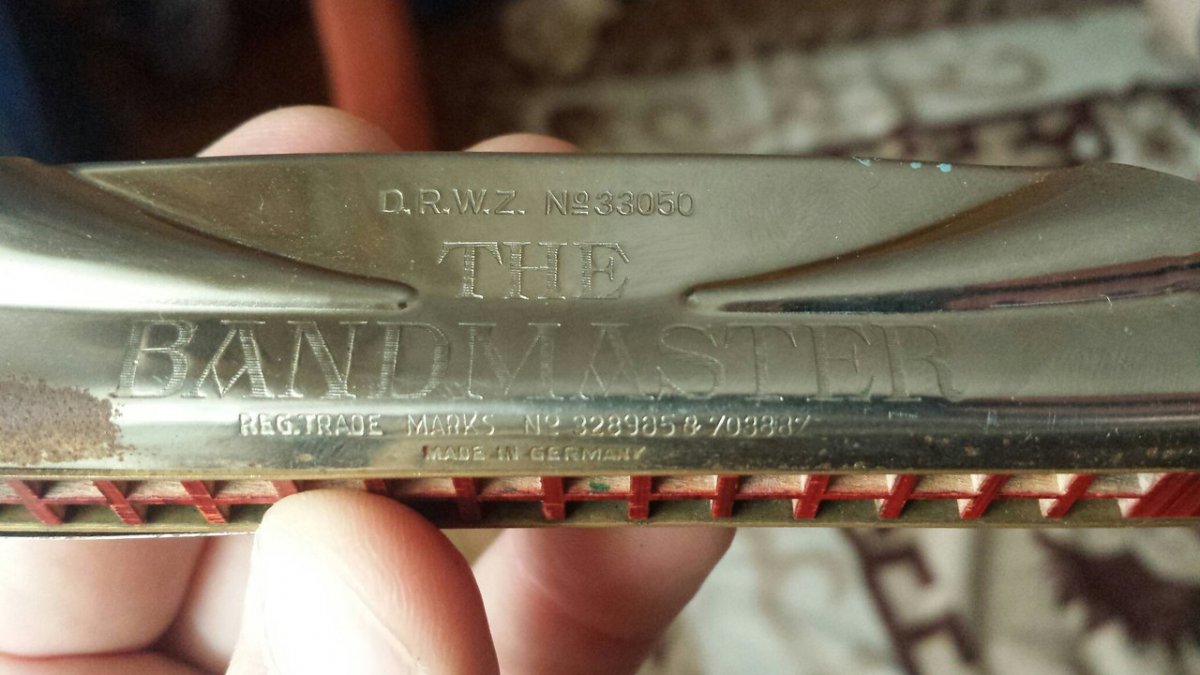 D.R.W.Z. Nº 33050
THE
BANDMASTER
REG. TRADE MARKS Nº 328985 & 703887
MADE IN GERMANY